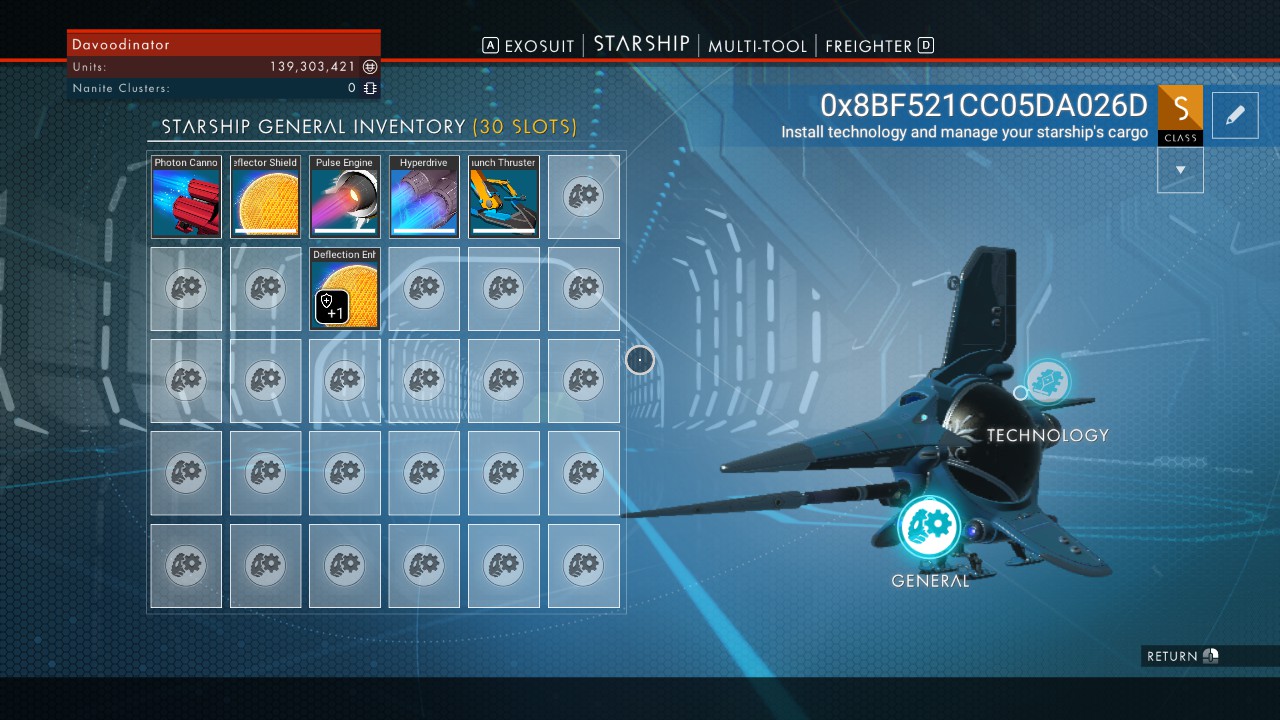 Davoodinator
Units: 139,303,421
Nanite Clusters: 0
A EXOSUIT STARSHIP MULTI-TOOL FREIGHTER D
0x8BF521CC05DA026D
Install technology and manage your starship's cargo
S
CLASS
STARSHIP GENERAL INVENTORY (30 SLOTS)
Photon Canno eflector Shield Pulse Engine Hyperdrive aunch Thruster
Deflection Enh
+1
TECHNOLOGY
GENERAL
RETURN